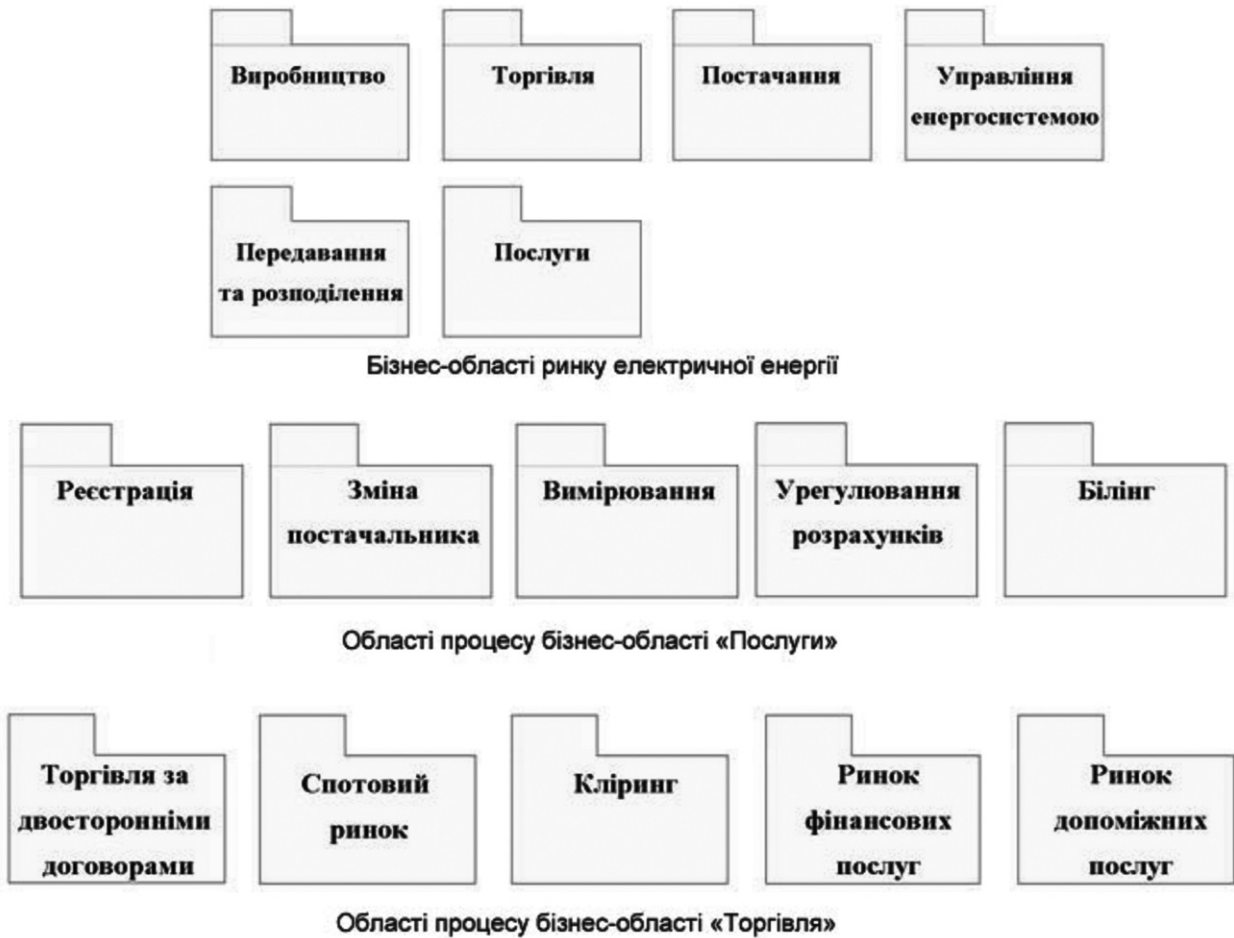 Виробництво
Торгівля
Постачання
Управління
енергосистемою
Передавання
та розподілення
Послуги
Бізнес-області ринку електричної енергії
Реєстрація
Зміна
постачальника
Вимірювання
Урегулювання
розрахунків
Білінг
Області процесу бізнес-області «Послуги»
Торгівля за
двосторонніми
договорами
Спотовий
ринок
Кліринг
Ринок
фінансових
послуг
Ринок
допоміжних
послуг
Області процесу бізнес-області «Торгівля»